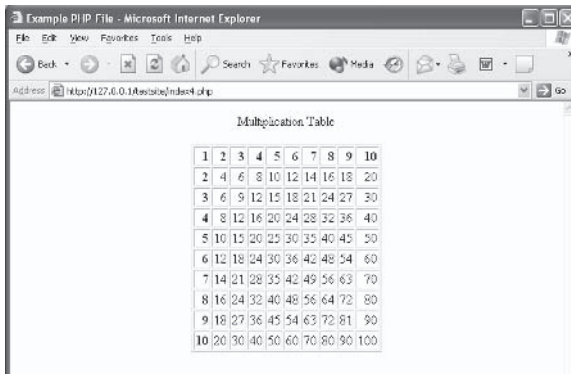 Example PHP File - Microsoft Internet Explorer
File Edit View Favorites Tools Help
Back Search Favorites Media
Address http://127.0.0.1/testsite/index4.php Go
Multiplication Table
1 2 3 4 5 6 7 8 9 10
2 4 6 8 10 12 14 16 18 20
3 6 9 12 15 18 21 24 27 30
4 8 12 16 20 24 28 32 36 40
5 10 15 20 25 30 35 40 45 50
6 12 18 24 30 36 42 48 54 60
7 14 21 28 35 42 49 56 63 70
8 16 24 32 40 48 56 64 72 80
9 18 27 36 45 54 63 72 81 90
10 20 30 40 50 60 70 80 90 100